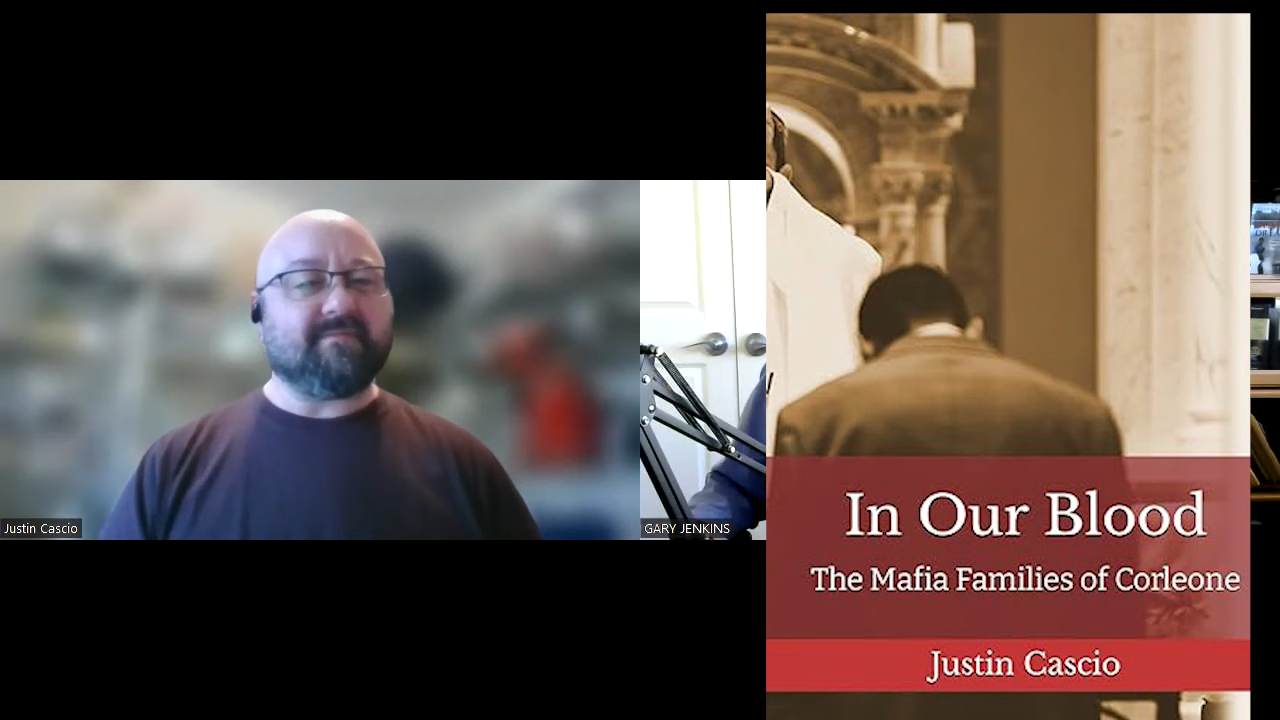 Justin Cascio
GARY JENKINS
In Our Blood
The Mafia Families of Corleone
Justin Cascio